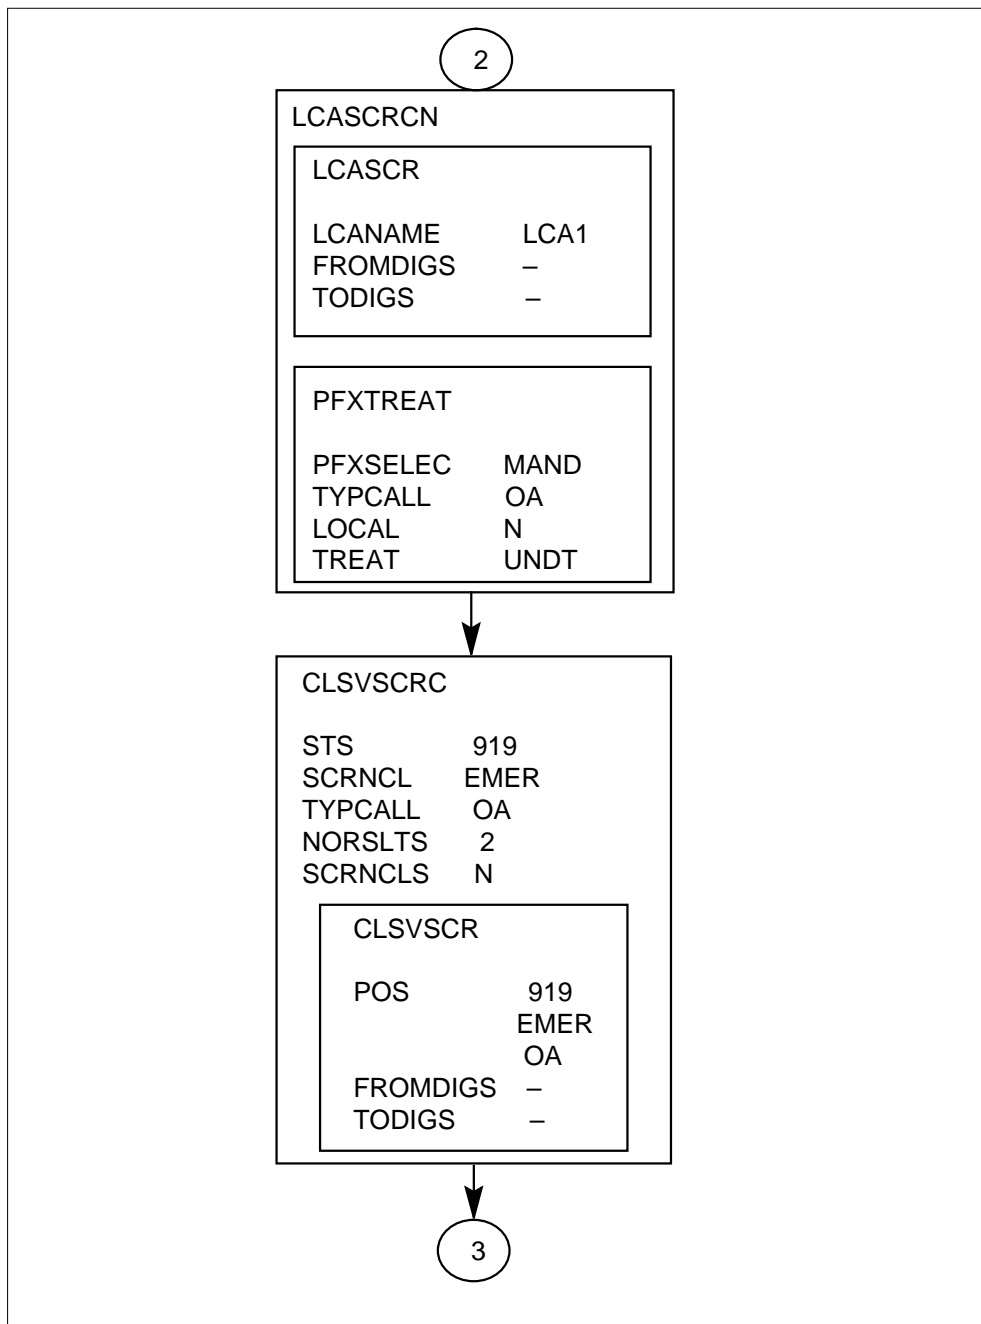 2
LCASCRCN
LCASCR
LCANAME LCA1
FROMDIGS –
TODIGS –
PFXTREAT
PFXSELEC MAND
TYPCALL OA
LOCAL N
TREAT UNDT
CLSVSCRC
STS 919
SCRNCL EMER
TYPCALL OA
NORSLTS 2
SCRNCLS N
CLSVSCR
POS 919
EMER
OA
FROMDIGS –
TODIGS –
3